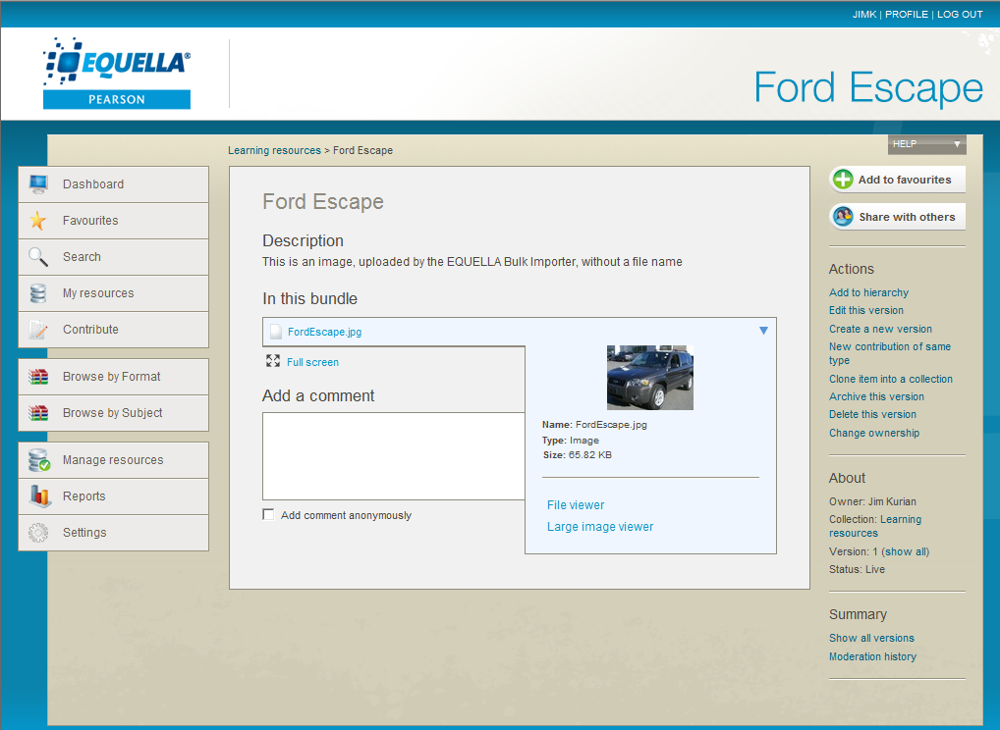 JIMK | PROFILE | LOG OUT
EQUELLA®
PEARSON
Ford Escape
Learning resources > Ford Escape
HELP
Dashboard
Favourites
Search
My resources
Contribute
Browse by Format
Browse by Subject
Manage resources
Reports
Settings
Ford Escape
Description
This is an image, uploaded by the EQUELLA Bulk Importer, without a file name
In this bundle
FordEscape.jpg
Full screen
Add a comment
Add comment anonymously
Name: FordEscape.jpg
Type: Image
Size: 65.82 KB
File viewer
Large image viewer
Add to favourites
Share with others
Actions
Add to hierarchy
Edit this version
Create a new version
New contribution of same
type
Clone item into a collection
Archive this version
Delete this version
Change ownership
About
Owner: Jim Kurian
Collection: Learning
resources
Version: 1 (show all)
Status: Live
Summary
Show all versions
Moderation history